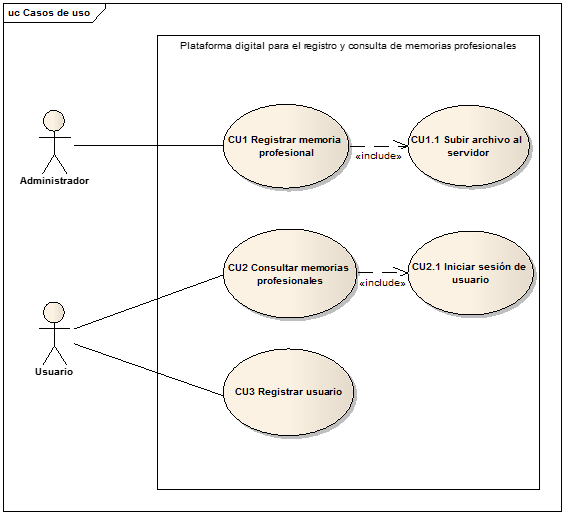 uc Casos de uso
Plataforma digital para el registro y consulta de memorias profesionales
Administrador
CU1 Registrar memoria
profesional
«include»
CU1.1 Subir archivo al
servidor
Usuario
CU2 Consultar memorias
profesionales
«include»
CU2.1 Iniciar sesión de
usuario
CU3 Registrar usuario